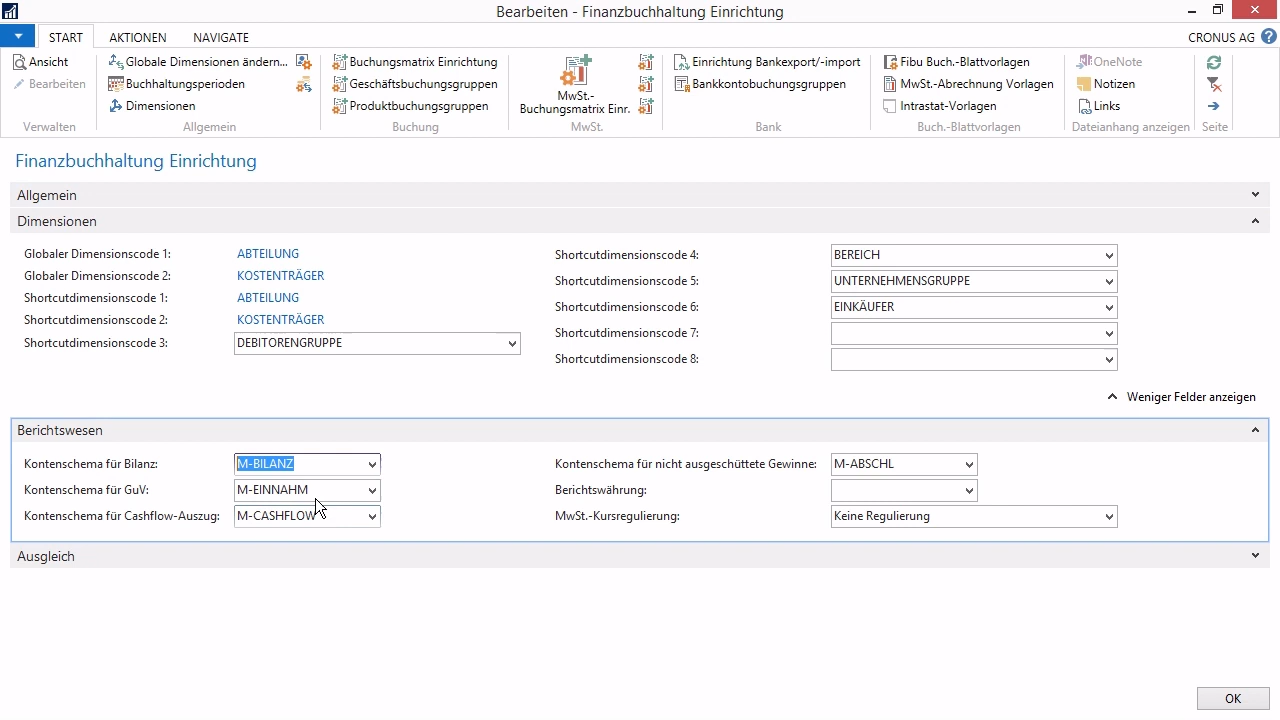 Bearbeiten - Finanzbuchhaltung Einrichtung
START AKTIONEN NAVIGATE CRONUS AG
Ansicht
Bearbeiten
Verwalten
Globale Dimensionen ändern...
Buchhaltungsperioden
Dimensionen
Allgemein
Buchungsmatrix Einrichtung
Geschäftsbuchungsgruppen
Produktbuchungsgruppen
Buchung
MwSt.-
Buchungsmatrix Einr.
MwSt.
Einrichtung Bankexport/-import
Bankkontobuchungsgruppen
Bank
Fibu Buch.-Blattvorlagen
MwSt.-Abrechnung Vorlagen
Intrastat-Vorlagen
Buch.-Blattvorlagen
OneNote
Notizen
Links
Dateianhang anzeigen
Seite
Finanzbuchhaltung Einrichtung
Allgemein
Dimensionen
Globaler Dimensionscode 1: ABTEILUNG
Globaler Dimensionscode 2: KOSTENTRÄGER
Shortcutdimensionscode 1: ABTEILUNG
Shortcutdimensionscode 2: KOSTENTRÄGER
Shortcutdimensionscode 3: DEBITORENGRUPPE
Shortcutdimensionscode 4: BEREICH
Shortcutdimensionscode 5: UNTERNEHMENSGRUPPE
Shortcutdimensionscode 6: EINKÄUFER
Shortcutdimensionscode 7:
Shortcutdimensionscode 8:
Weniger Felder anzeigen
Berichtswesen
Kontenschema für Bilanz: M-BILANZ
Kontenschema für GuV: M-EINNAHM
Kontenschema für Cashflow-Auszug: M-CASHFLOW
Kontenschema für nicht ausgeschüttete Gewinne: M-ABSCHL
Berichtswährung:
MwSt.-Kursregulierung: Keine Regulierung
Ausgleich
OK